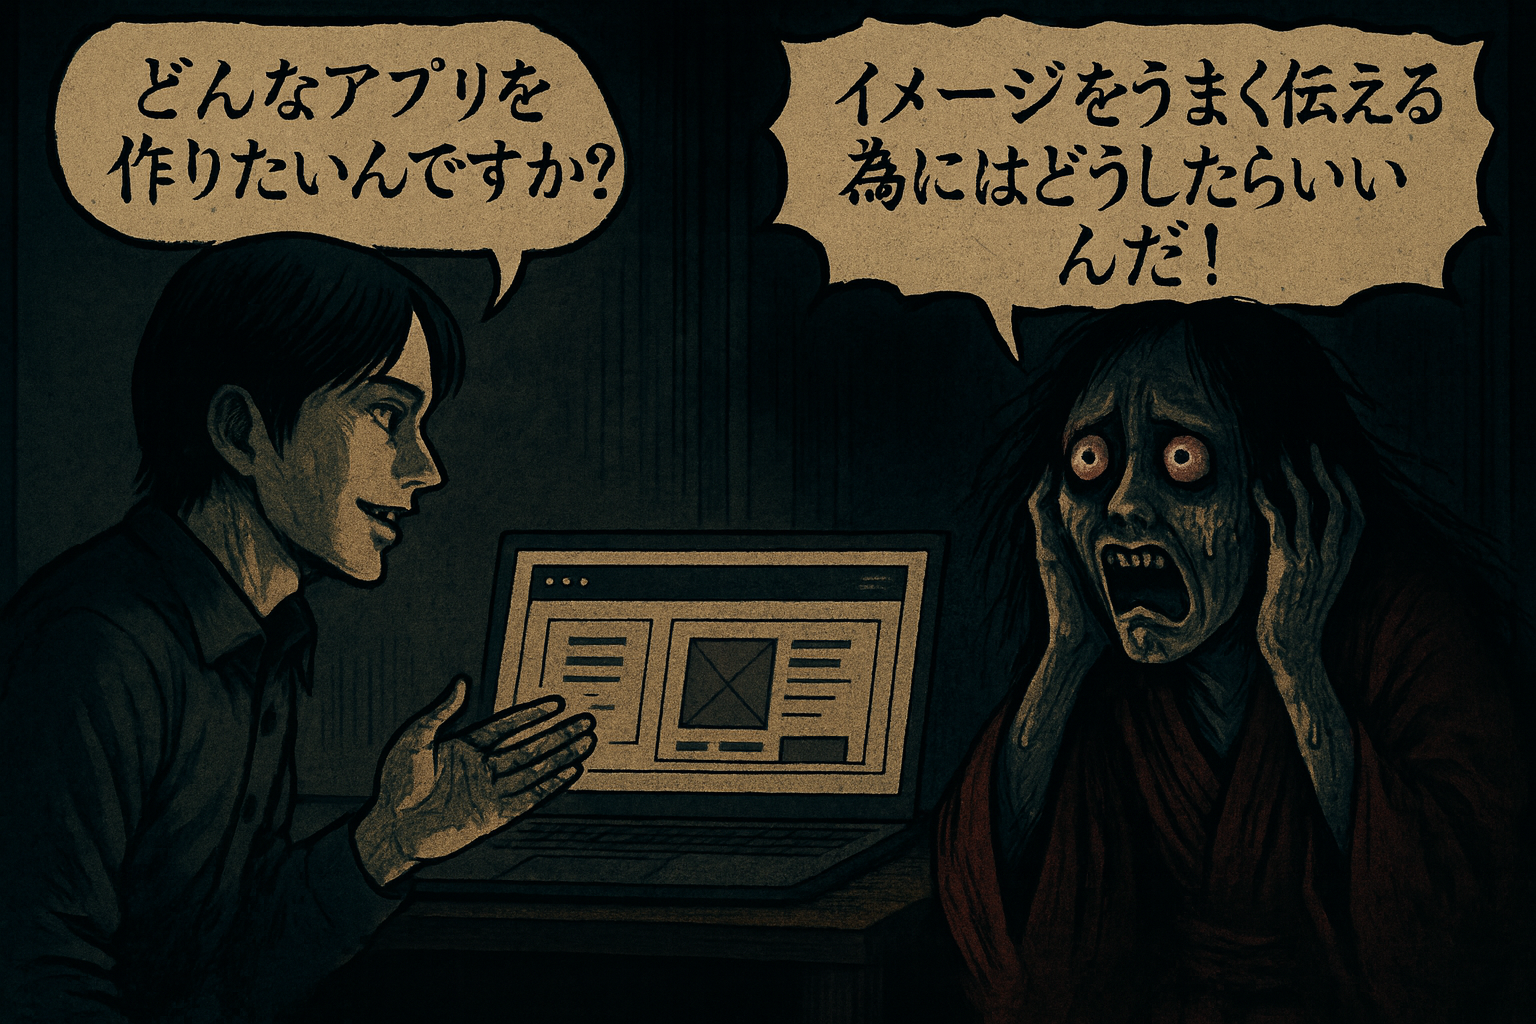 どんなアプリを
作りたいんですか?
イメージをうまく伝える
為にはどうしたらいい
んだ!